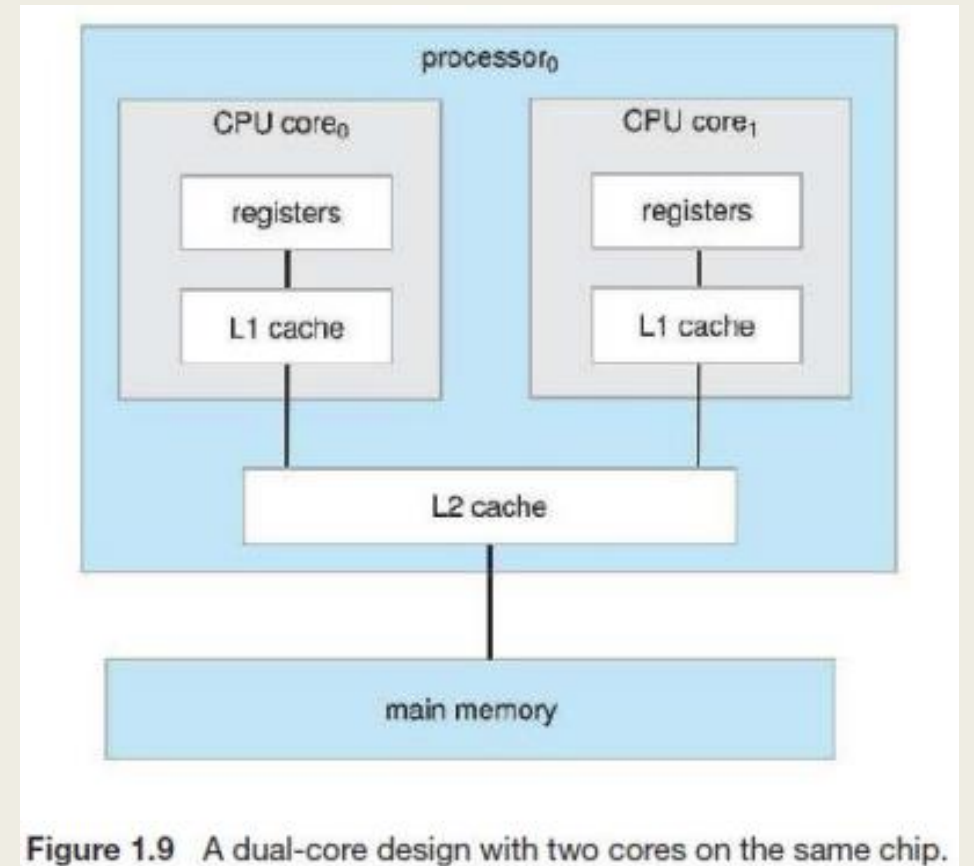 processor₀
CPU core₀
CPU core₁
registers
registers
L1 cache
L1 cache
L2 cache
main memory
Figure 1.9 A dual-core design with two cores on the same chip.